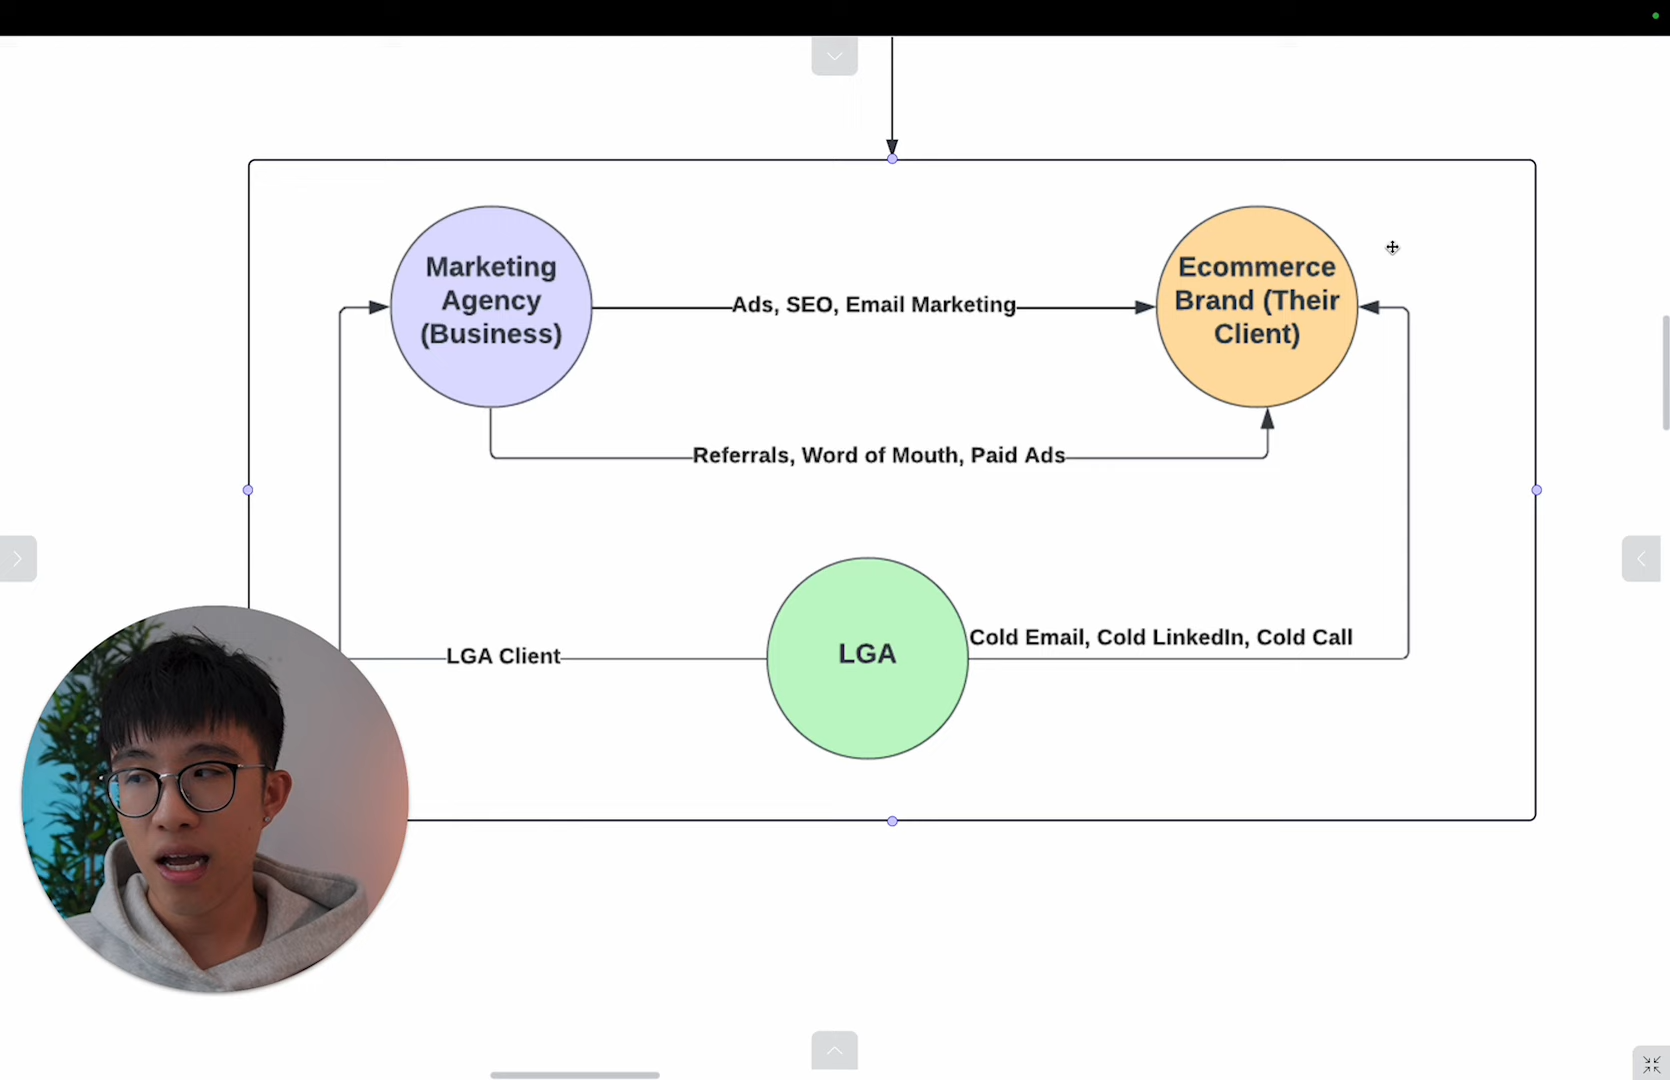 Marketing
Agency
(Business)
Ads, SEO, Email Marketing
Ecommerce
Brand (Their
Client)
Referrals, Word of Mouth, Paid Ads
LGA Client
LGA
Cold Email, Cold LinkedIn, Cold Call